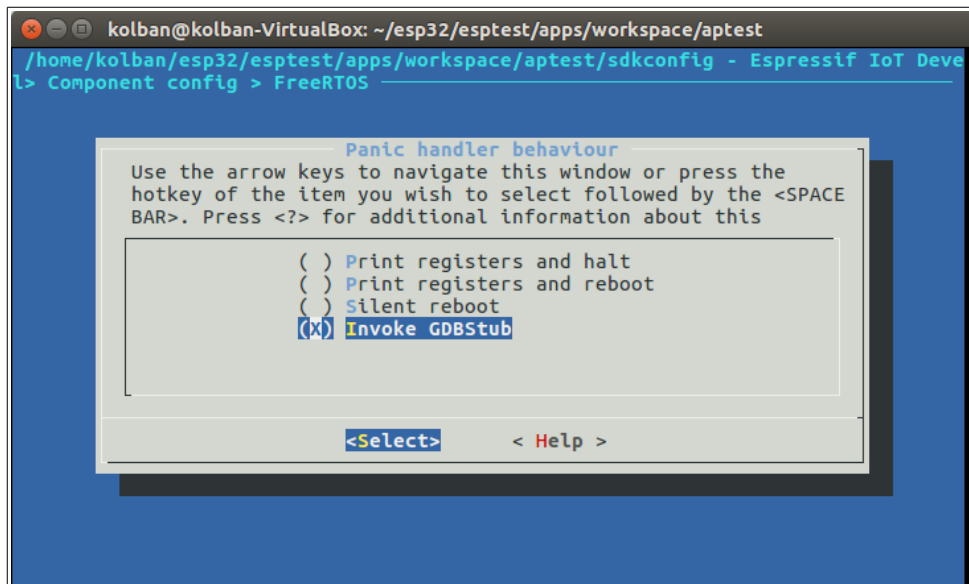 kolban@kolban-VirtualBox: ~/esp32/esptest/apps/workspace/aptest
/home/kolban/esp32/esptest/apps/workspace/aptest/sdkconfig - Espressif IoT Deve
l> Component config > FreeRTOS
Panic handler behaviour
Use the arrow keys to navigate this window or press the
hotkey of the item you wish to select followed by the <SPACE
BAR>. Press <?> for additional information about this
( ) Print registers and halt
( ) Print registers and reboot
( ) Silent reboot
(X) Invoke GDBStub
<Select> < Help >